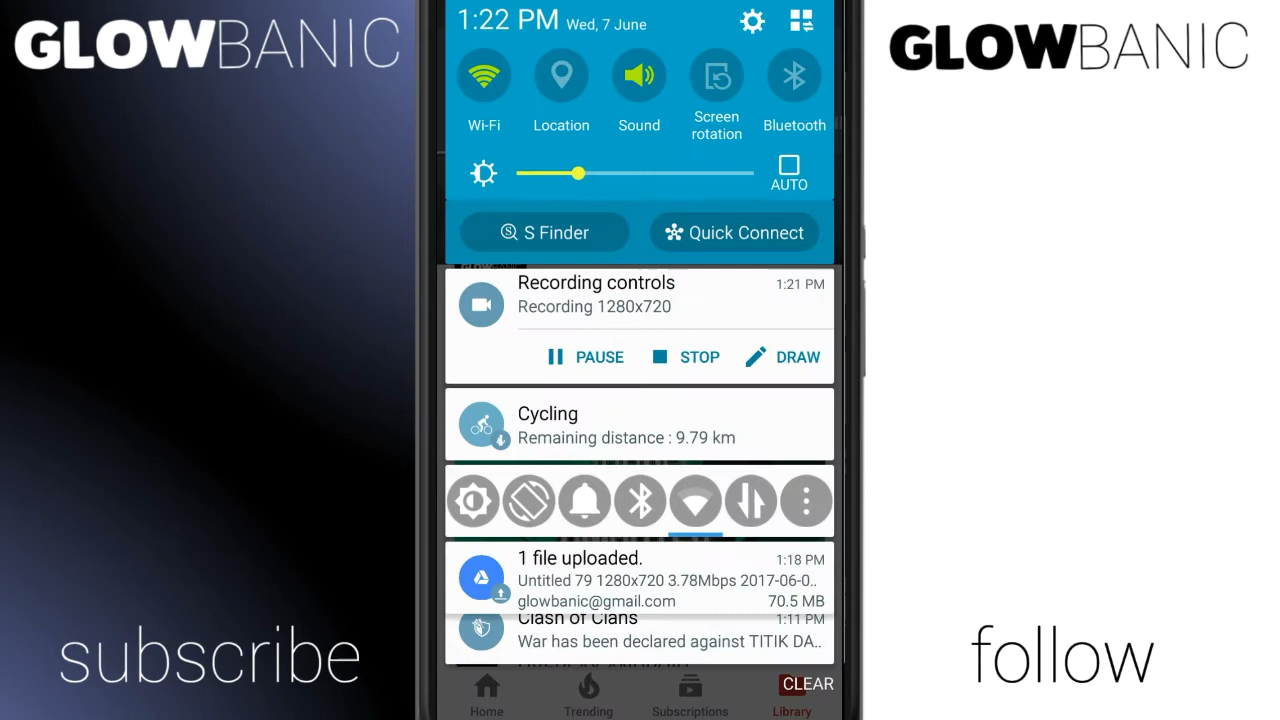 GLOWBANIC
GLOWBANIC
1:22 PM Wed, 7 June
Wi-Fi
Location
Sound
Screen
rotation
Bluetooth
AUTO
S Finder
Quick Connect
Recording controls
1:21 PM
Recording 1280x720
PAUSE
STOP
DRAW
Cycling
Remaining distance : 9.79 km
1 file uploaded.
1:18 PM
Untitled 79 1280x720 3.78Mbps 2017-06-0..
glowbanic@gmail.com
70.5 MB
Clash of Clans
1:11 PM
War has been declared against TITIK DA..
CLEAR
Home
Trending
Subscriptions
Library
subscribe
follow